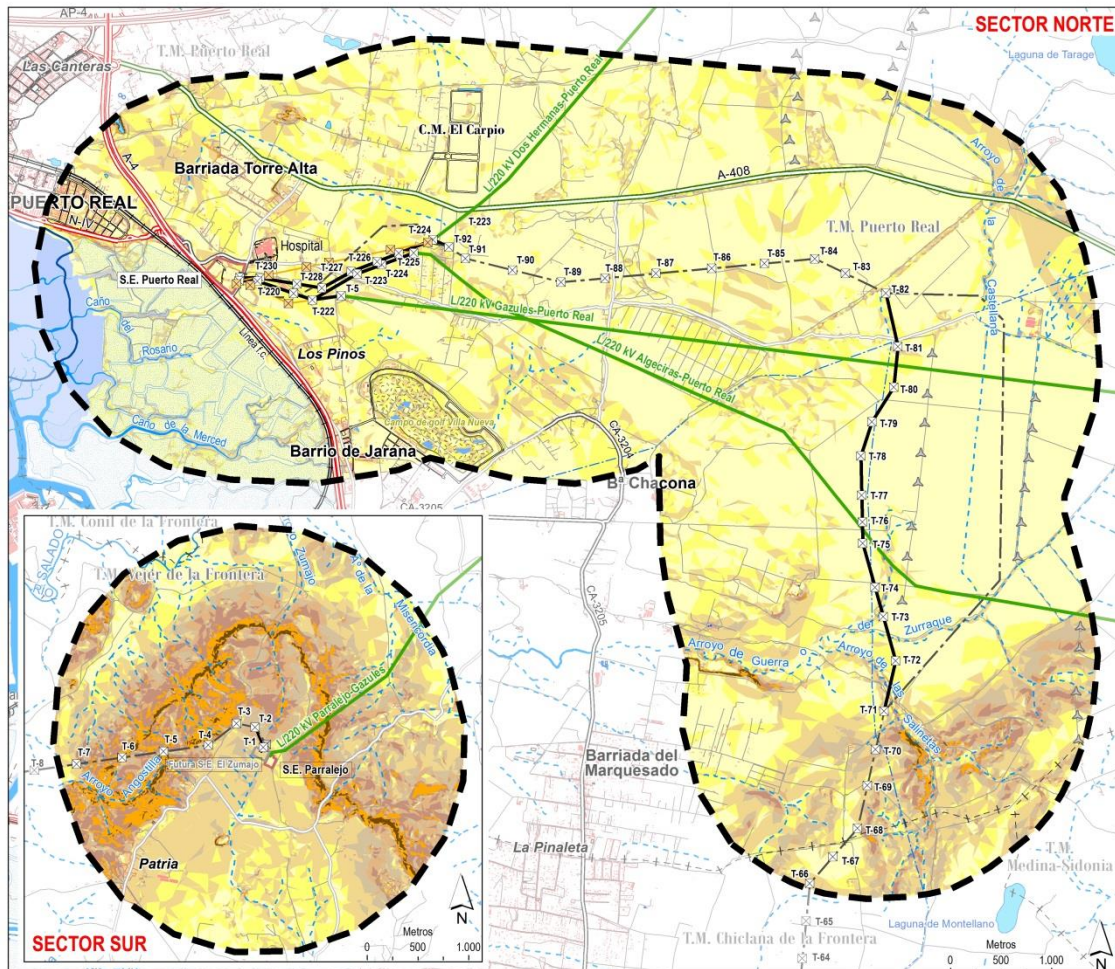 AP-4
SECTOR NORTE
T.M. Puerto Real
Laguna de Tarage
Las Canteras
A-4
C.M. El Carpio
L/220 kV Dos Hermanas-Puerto Real
Arroyo de la Castellana
Barriada Torre Alta
A-408
PUERTO REAL
N-IV
T-223
T-224
T-92
T.M. Puerto Real
Hospital
T-91
T-226
T-225
T-90
T-89
T-88
T-87
T-86
T-85
T-84
T-83
T-82
S.E. Puerto Real
T-230
T-227
T-228
T-224
T-223
T-220
T-5
T-222
L/220 kV Gazules-Puerto Real
L/220 kV Algeciras-Puerto Real
Caño del Rosario
Línea f.c.
Los Pinos
T-81
T-80
T-79
Campo de golf Villa Nueva
Caño de la Merced
CA-3204
Barrio de Jarana
T-78
Bª Chacona
T-77
CA-3205
T-76
T-75
T-74
T-73
Arroyo del Zurraque
CA-3205
Arroyo de Guerra
Arroyo de las Salineras
T-72
T-71
T-70
T-69
T-68
T-67
T-66
T-65
T-64
Barriada del
Marquesado
La Pinaleta
T.M.
Medina-Sidonia
Laguna de Montellano
T.M. Chiclana de la Frontera
Metros
0 500 1.000
N
T.M. Conil de la Frontera
SALADO
T.M. Vejer de la Frontera
Zumajo
Aº de la Misericordia
L/220 kV Parralejo-Gazules
T-3
T-2
T-4
T-1
T-5
T-6
T-7
T-8
Futura S.E. El Zumajo
S.E. Parralejo
Arroyo Angostilla
Patria
SECTOR SUR
Metros
0 500 1.000
N